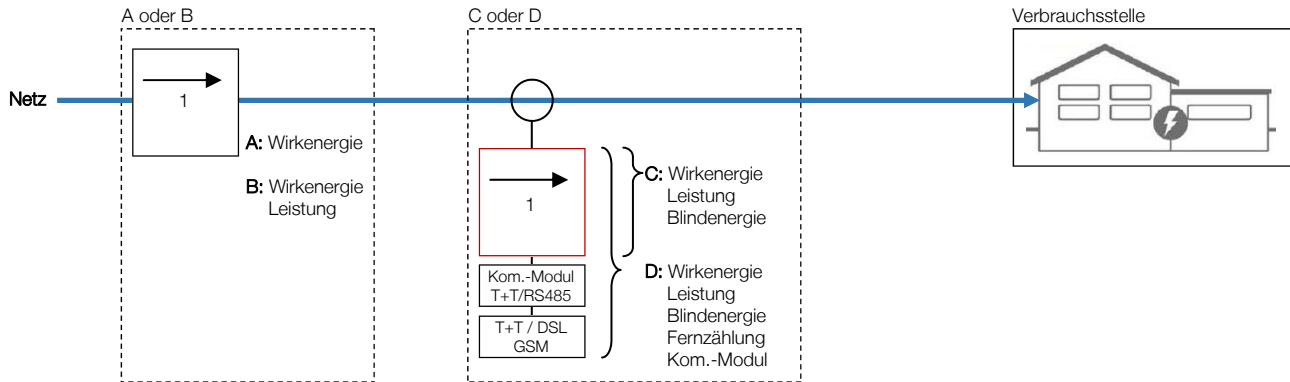 A oder B
C oder D
Verbrauchsstelle
Netz
1
A: Wirkenergie
B: Wirkenergie
Leistung
1
C: Wirkenergie
Leistung
Blindenergie
Kom.-Modul
T+T/RS485
T+T / DSL
GSM
D: Wirkenergie
Leistung
Blindenergie
Fernzählung
Kom.-Modul